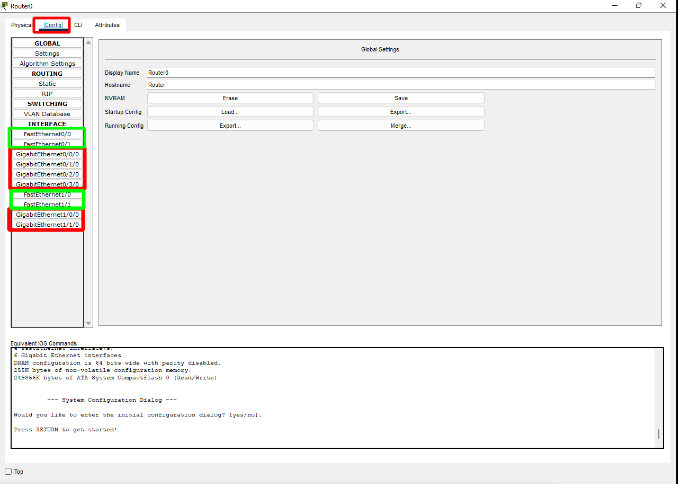 Router0
Physical Config CLI Attributes
GLOBAL
Settings
Algorithm Settings
ROUTING
Static
RIP
SWITCHING
VLAN Database
INTERFACE
FastEthernet0/0
FastEthernet0/1
GigabitEthernet0/0/0
GigabitEthernet0/1/0
GigabitEthernet0/2/0
GigabitEthernet0/3/0
FastEthernet1/0
FastEthernet1/1
GigabitEthernet1/0/0
GigabitEthernet1/1/0
Global Settings
Display Name Router0
Hostname Router
NVRAM Erase Save
Startup Config Load... Export...
Running Config Export... Merge...
Equivalent IOS Commands
6 Gigabit Ethernet interfaces
DRAM configuration is 64 bits wide with parity disabled.
255K bytes of non-volatile configuration memory.
249856K bytes of ATA System CompactFlash 0 (Read/Write)
--- System Configuration Dialog ---
Would you like to enter the initial configuration dialog? [yes/no]:
Press RETURN to get started!
Top